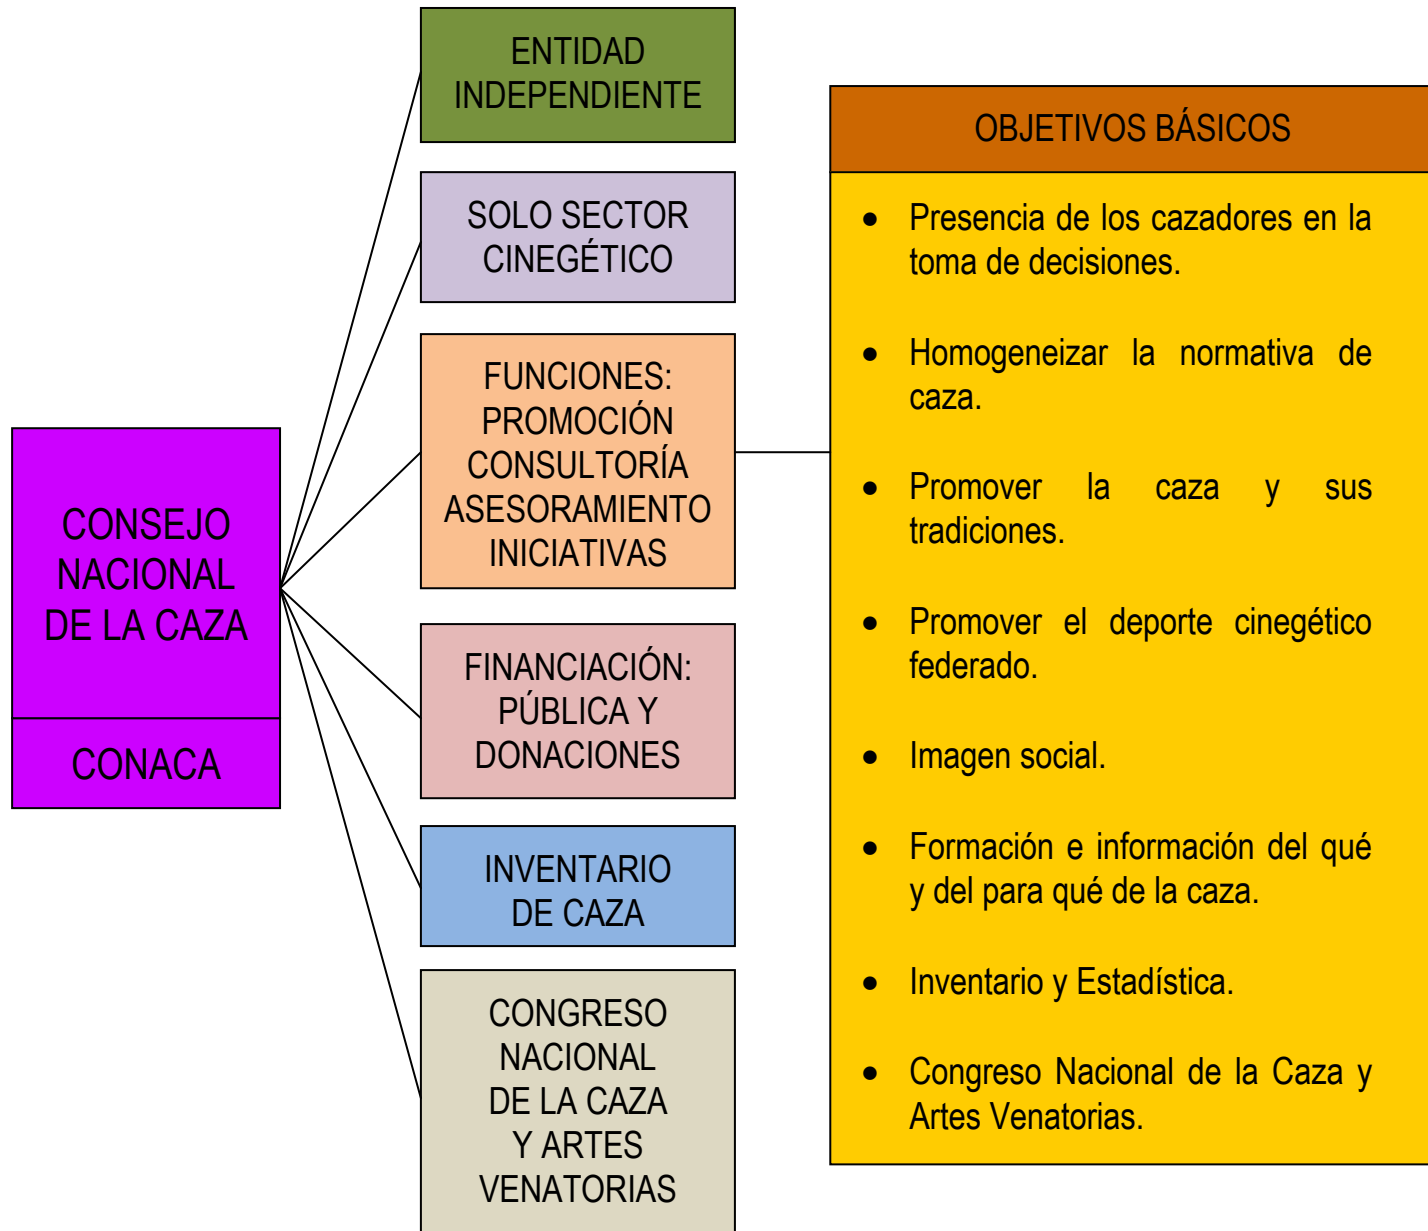 CONSEJO
NACIONAL
DE LA CAZA
CONACA
ENTIDAD
INDEPENDIENTE
SOLO SECTOR
CINEGÉTICO
FUNCIONES:
PROMOCIÓN
CONSULTORÍA
ASESORAMIENTO
INICIATIVAS
FINANCIACIÓN:
PÚBLICA Y
DONACIONES
INVENTARIO
DE CAZA
CONGRESO
NACIONAL
DE LA CAZA
Y ARTES
VENATORIAS
OBJETIVOS BÁSICOS
• Presencia de los cazadores en la
toma de decisiones.
• Homogeneizar la normativa de
caza.
• Promover la caza y sus
tradiciones.
• Promover el deporte cinegético
federado.
• Imagen social.
• Formación e información del qué
y del para qué de la caza.
• Inventario y Estadística.
• Congreso Nacional de la Caza y
Artes Venatorias.